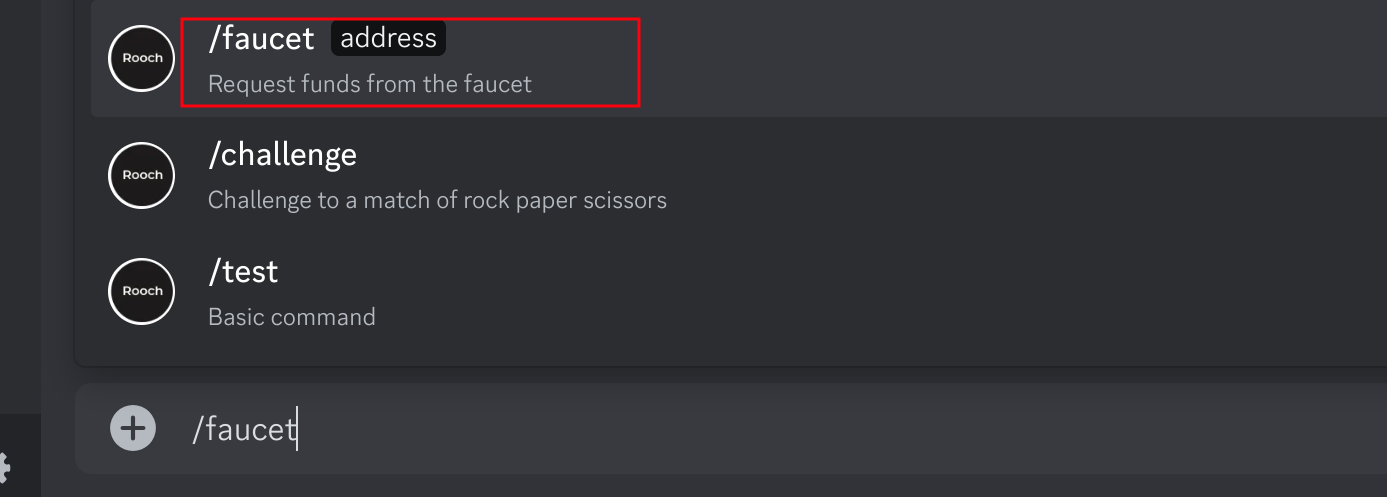 /faucet address
Rooch
Request funds from the faucet
/challenge
Rooch
Challenge to a match of rock paper scissors
/test
Rooch
Basic command
/faucet